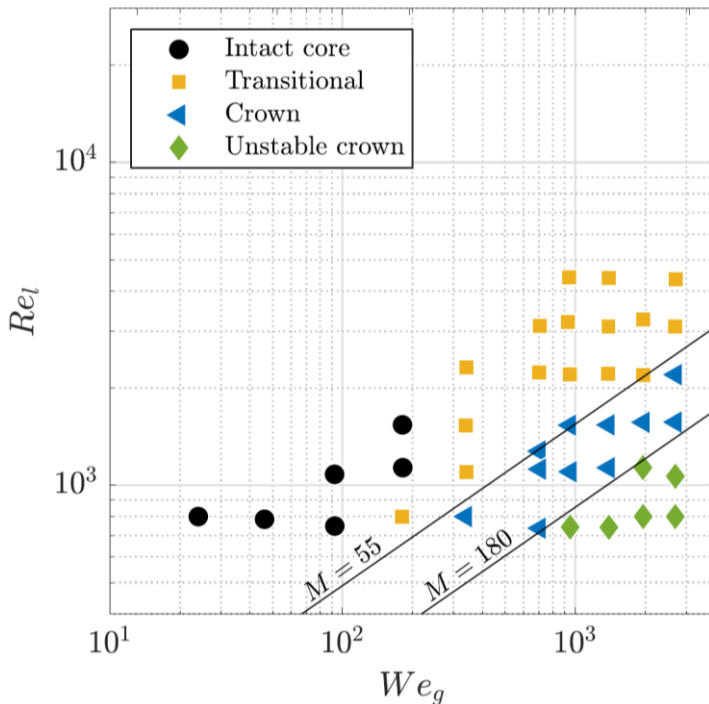 Intact core
Transitional
Crown
Unstable crown
10^4
10^3
Re_l
M = 55
M = 180
10^1
10^2
10^3
We_g